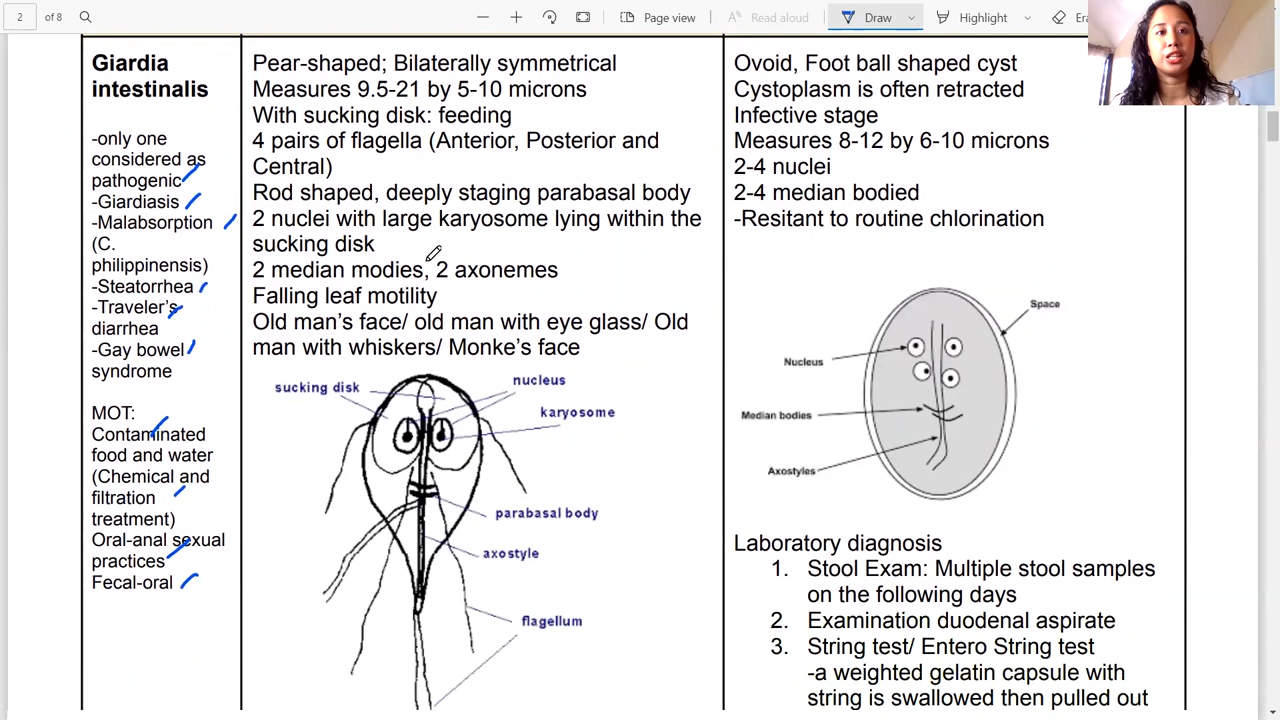 2
of 8
Page view
Read aloud
Draw
Highlight
Giardia
intestinalis
-only one
considered as
pathogenic
-Giardiasis
-Malabsorption
(C.
philippinensis)
-Steatorrhea
-Traveler's
diarrhea
-Gay bowel
syndrome
MOT:
Contaminated
food and water
(Chemical and
filtration
treatment)
Oral-anal sexual
practices
Fecal-oral
Pear-shaped; Bilaterally symmetrical
Measures 9.5-21 by 5-10 microns
With sucking disk: feeding
4 pairs of flagella (Anterior, Posterior and
Central)
Rod shaped, deeply staging parabasal body
2 nuclei with large karyosome lying within the
sucking disk
2 median modies, 2 axonemes
Falling leaf motility
Old man's face/ old man with eye glass/ Old
man with whiskers/ Monke's face
sucking disk
nucleus
karyosome
parabasal body
axostyle
flagellum
Ovoid, Foot ball shaped cyst
Cystoplasm is often retracted
Infective stage
Measures 8-12 by 6-10 microns
2-4 nuclei
2-4 median bodied
-Resitant to routine chlorination
Space
Nucleus
Median bodies
Axostyles
Laboratory diagnosis
1. Stool Exam: Multiple stool samples
on the following days
2. Examination duodenal aspirate
3. String test/ Entero String test
-a weighted gelatin capsule with
string is swallowed then pulled out